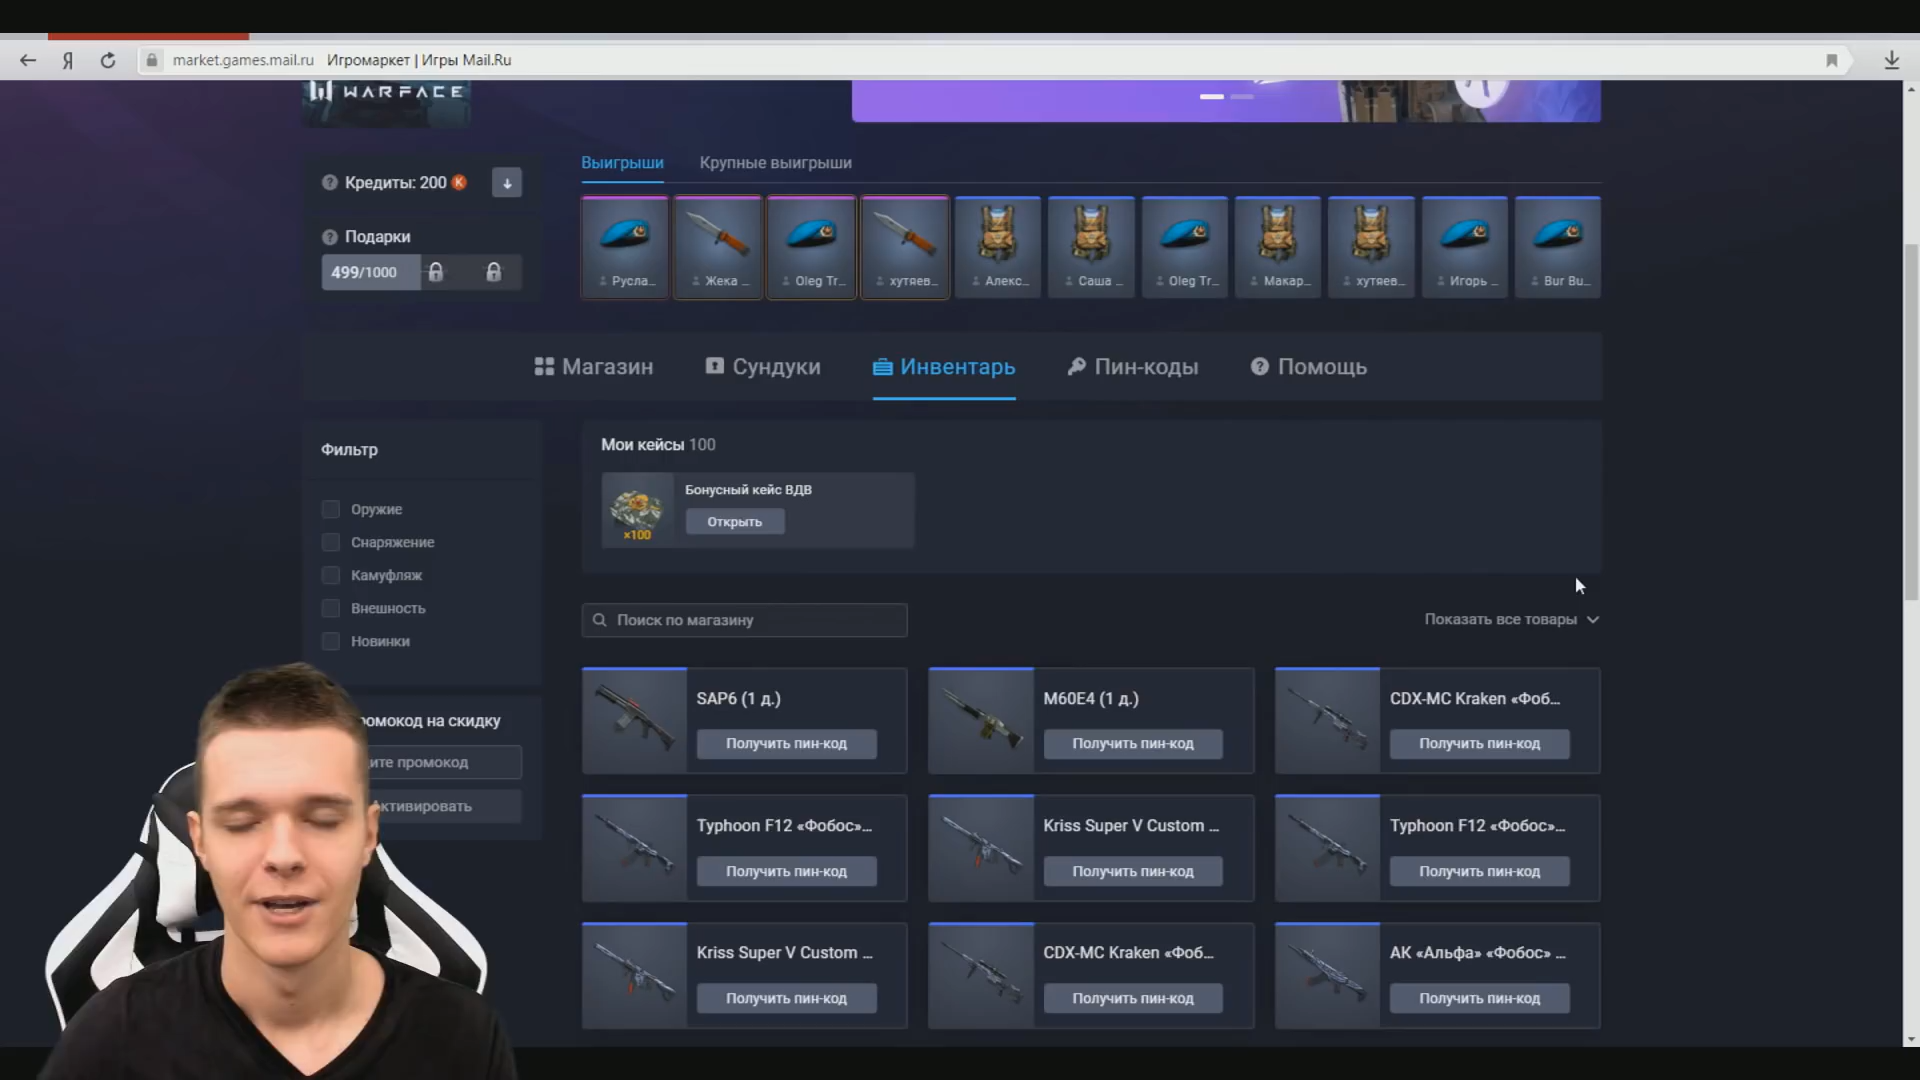 Я
market.games.mail.ru Игромаркет | Игры Mail.Ru
WARFACE
Кредиты: 200 К
Выигрыши
Крупные выигрыши
Подарки
499/1000
Русла...
Жека ...
Oleg Tr...
хутяев...
Алекс...
Саша ...
Oleg Tr...
Макар...
хутяев...
Игорь ...
Bur Bu...
Магазин
Сундуки
Инвентарь
Пин-коды
Помощь
Фильтр
Оружие
Снаряжение
Камуфляж
Внешность
Новинки
Мои кейсы 100
Бонусный кейс ВДВ
×100
Открыть
Поиск по магазину
Показать все товары
SAP6 (1 д.)
Получить пин-код
M60E4 (1 д.)
Получить пин-код
CDX-MC Kraken «Фоб...
Получить пин-код
Typhoon F12 «Фобос»...
Получить пин-код
Kriss Super V Custom ...
Получить пин-код
Typhoon F12 «Фобос»...
Получить пин-код
Kriss Super V Custom ...
Получить пин-код
CDX-MC Kraken «Фоб...
Получить пин-код
АК «Альфа» «Фобос» ...
Получить пин-код
ромокод на скидку
ите промокод
ктивировать